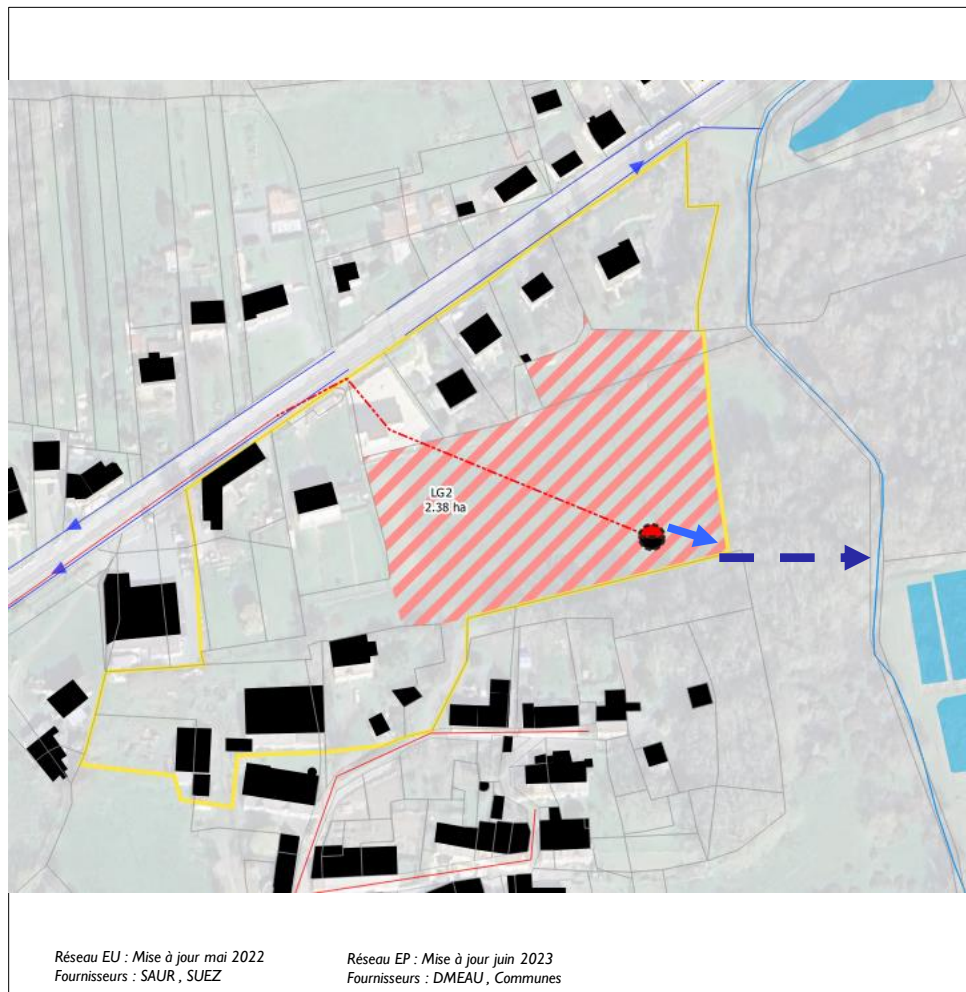 LG2
2.38 ha
Réseau EU : Mise à jour mai 2022
Fournisseurs : SAUR , SUEZ
Réseau EP : Mise à jour juin 2023
Fournisseurs : DMEAU , Communes